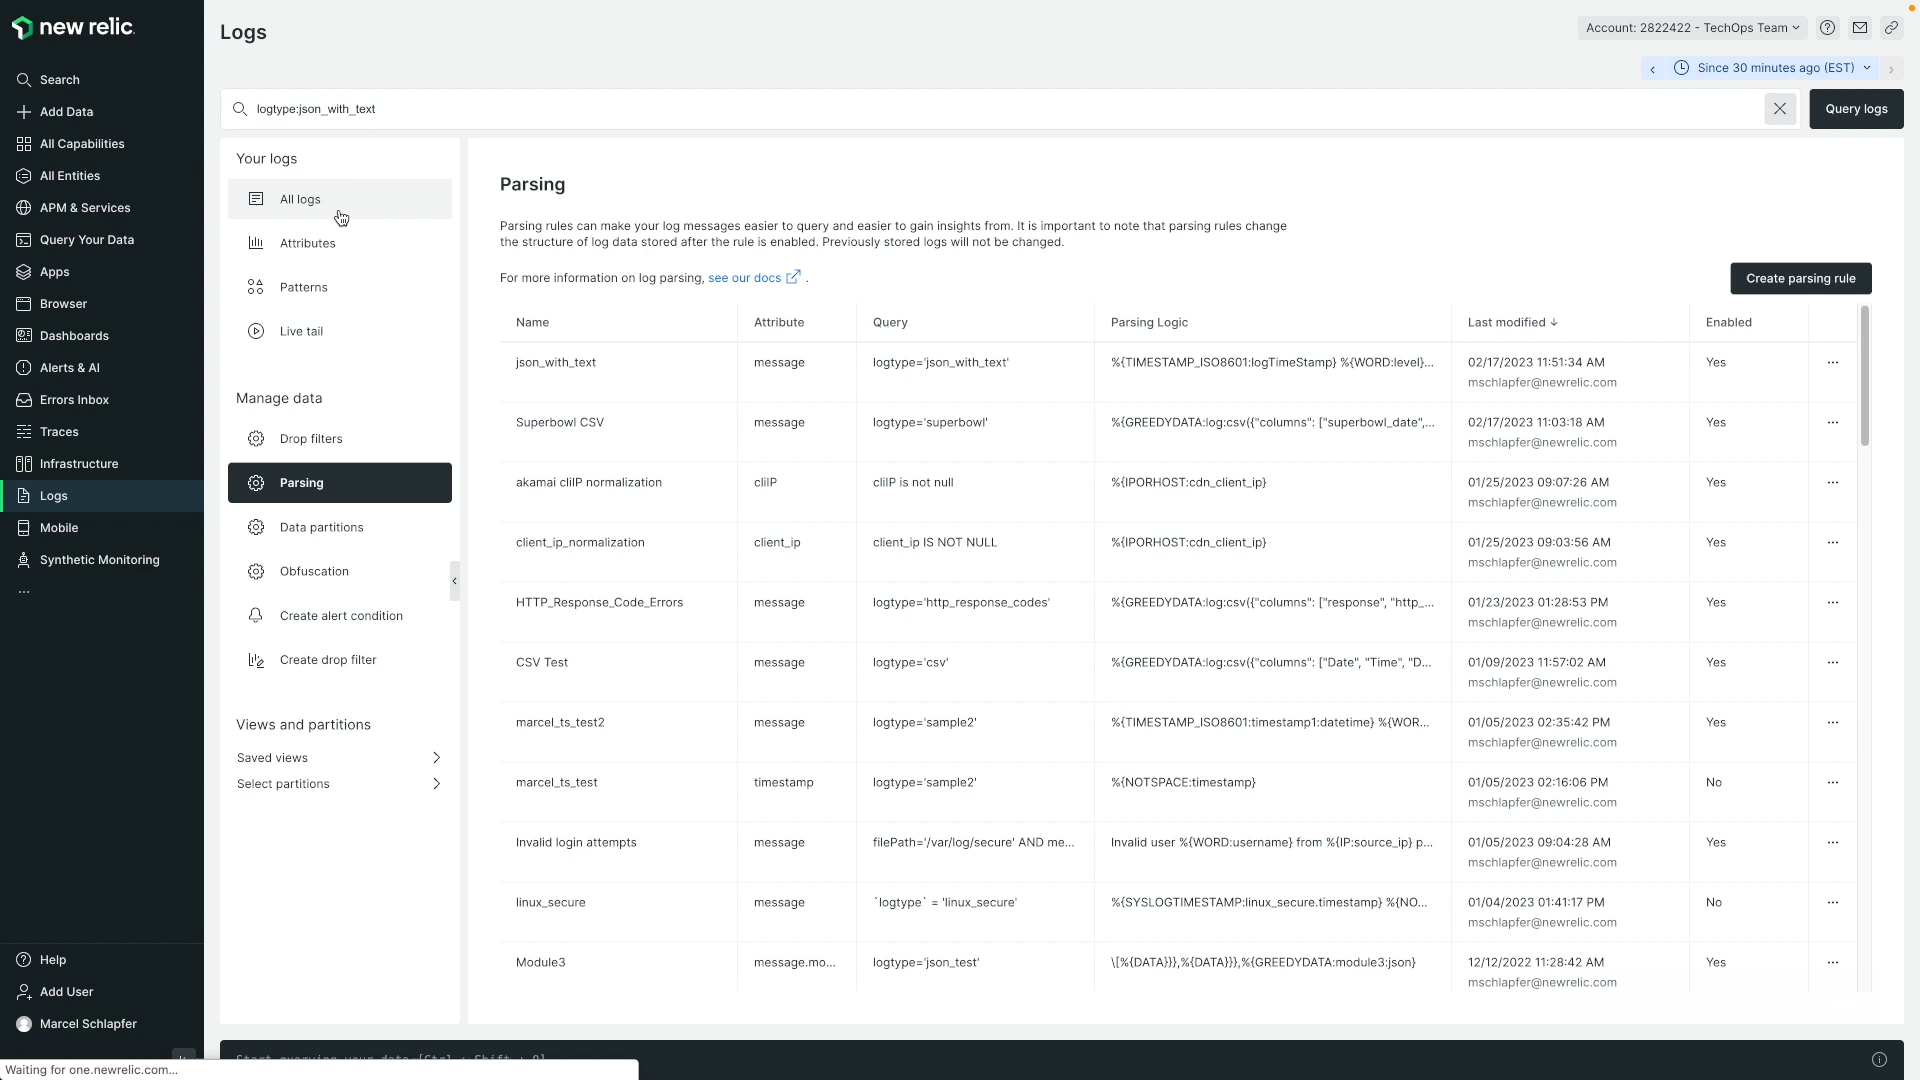 new relic
Search
Add Data
All Capabilities
All Entities
APM & Services
Query Your Data
Apps
Browser
Dashboards
Alerts & AI
Errors Inbox
Traces
Infrastructure
Logs
Mobile
Synthetic Monitoring
...
Help
Add User
Marcel Schlapfer
Waiting for one.newrelic.com...
Logs
Account: 2822422 - TechOps Team
Since 30 minutes ago (EST)
logtype:json_with_text
Query logs
Your logs
All logs
Attributes
Patterns
Live tail
Manage data
Drop filters
Parsing
Data partitions
Obfuscation
Create alert condition
Create drop filter
Views and partitions
Saved views
Select partitions
Parsing
Parsing rules can make your log messages easier to query and easier to gain insights from. It is important to note that parsing rules change
the structure of log data stored after the rule is enabled. Previously stored logs will not be changed.
For more information on log parsing, see our docs .
Create parsing rule
Name Attribute Query Parsing Logic Last modified ↓ Enabled
json_with_text message logtype='json_with_text' %{TIMESTAMP_ISO8601:logTimeStamp} %{WORD:level}... 02/17/2023 11:51:34 AM Yes ...
mschlapfer@newrelic.com
Superbowl CSV message logtype='superbowl' %{GREEDYDATA:log:csv({"columns": ["superbowl_date",... 02/17/2023 11:03:18 AM Yes ...
mschlapfer@newrelic.com
akamai cliIP normalization cliIP cliIP is not null %{IPORHOST:cdn_client_ip} 01/25/2023 09:07:26 AM Yes ...
mschlapfer@newrelic.com
client_ip_normalization client_ip client_ip IS NOT NULL %{IPORHOST:cdn_client_ip} 01/25/2023 09:03:56 AM Yes ...
mschlapfer@newrelic.com
HTTP_Response_Code_Errors message logtype='http_response_codes' %{GREEDYDATA:log:csv({"columns": ["response", "http_... 01/23/2023 01:28:53 PM Yes ...
mschlapfer@newrelic.com
CSV Test message logtype='csv' %{GREEDYDATA:log:csv({"columns": ["Date", "Time", "D... 01/09/2023 11:57:02 AM Yes ...
mschlapfer@newrelic.com
marcel_ts_test2 message logtype='sample2' %{TIMESTAMP_ISO8601:timestamp1:datetime} %{WOR... 01/05/2023 02:35:42 PM Yes ...
mschlapfer@newrelic.com
marcel_ts_test timestamp logtype='sample2' %{NOTSPACE:timestamp} 01/05/2023 02:16:06 PM No ...
mschlapfer@newrelic.com
Invalid login attempts message filePath='/var/log/secure' AND me... Invalid user %{WORD:username} from %{IP:source_ip} p... 01/05/2023 09:04:28 AM Yes ...
mschlapfer@newrelic.com
linux_secure message `logtype` = 'linux_secure' %{SYSLOGTIMESTAMP:linux_secure.timestamp} %{NO... 01/04/2023 01:41:17 PM No ...
mschlapfer@newrelic.com
Module3 message.mo... logtype='json_test' \[%{DATA}}},%{DATA}}},%{GREEDYDATA:module3:json} 12/12/2022 11:28:42 AM Yes ...
mschlapfer@newrelic.com